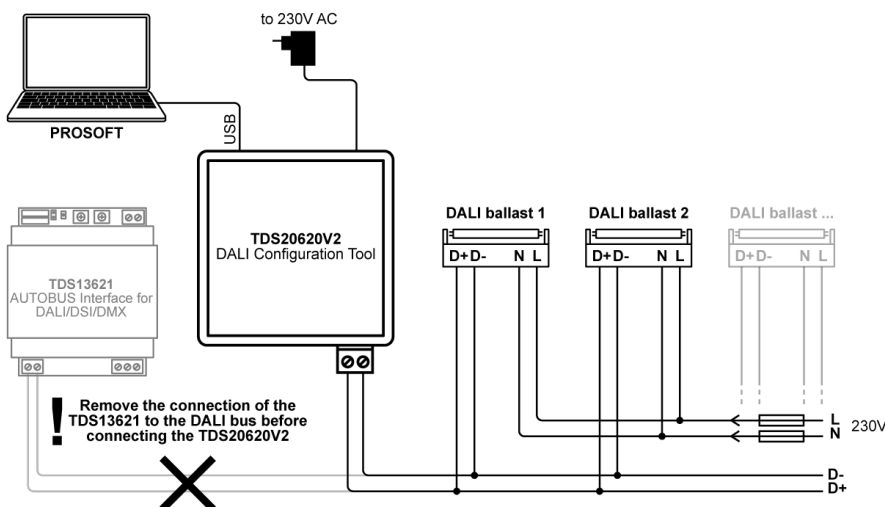 to 230V AC
PROSOFT
USB
TDS20620V2
DALI Configuration Tool
DALI ballast 1
D+D- N L
DALI ballast 2
D+D- N L
DALI ballast ...
D+D- N L
TDS13621
AUTOBUS Interface for
DALI/DSI/DMX
! Remove the connection of the
TDS13621 to the DALI bus before
connecting the TDS20620V2
L
N
230V
D-
D+